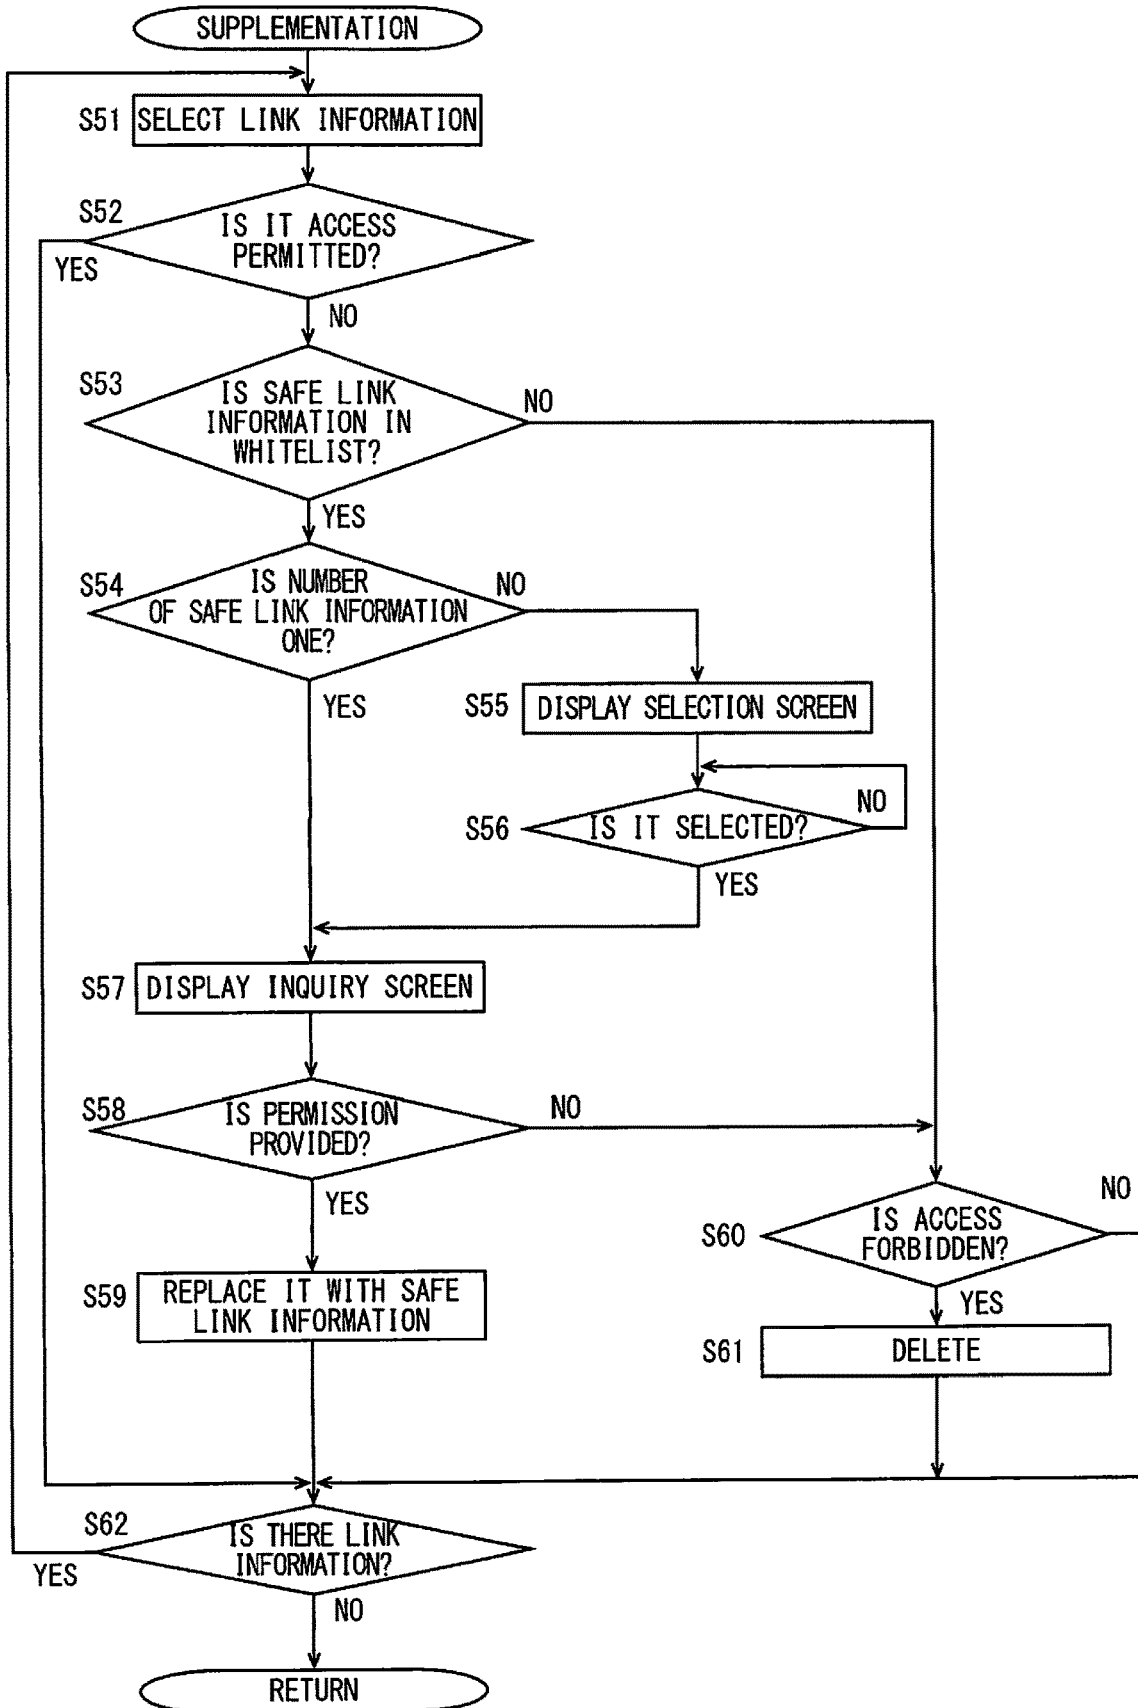 SUPPLEMENTATION
S51
SELECT LINK INFORMATION
S52
IS IT ACCESS
PERMITTED?
YES
NO
S53
IS SAFE LINK
INFORMATION IN
WHITELIST?
NO
YES
S54
IS NUMBER
OF SAFE LINK INFORMATION
ONE?
NO
YES
S55
DISPLAY SELECTION SCREEN
S56
IS IT SELECTED?
NO
YES
S57
DISPLAY INQUIRY SCREEN
S58
IS PERMISSION
PROVIDED?
NO
YES
S59
REPLACE IT WITH SAFE
LINK INFORMATION
S60
IS ACCESS
FORBIDDEN?
NO
YES
S61
DELETE
S62
IS THERE LINK
INFORMATION?
YES
NO
RETURN